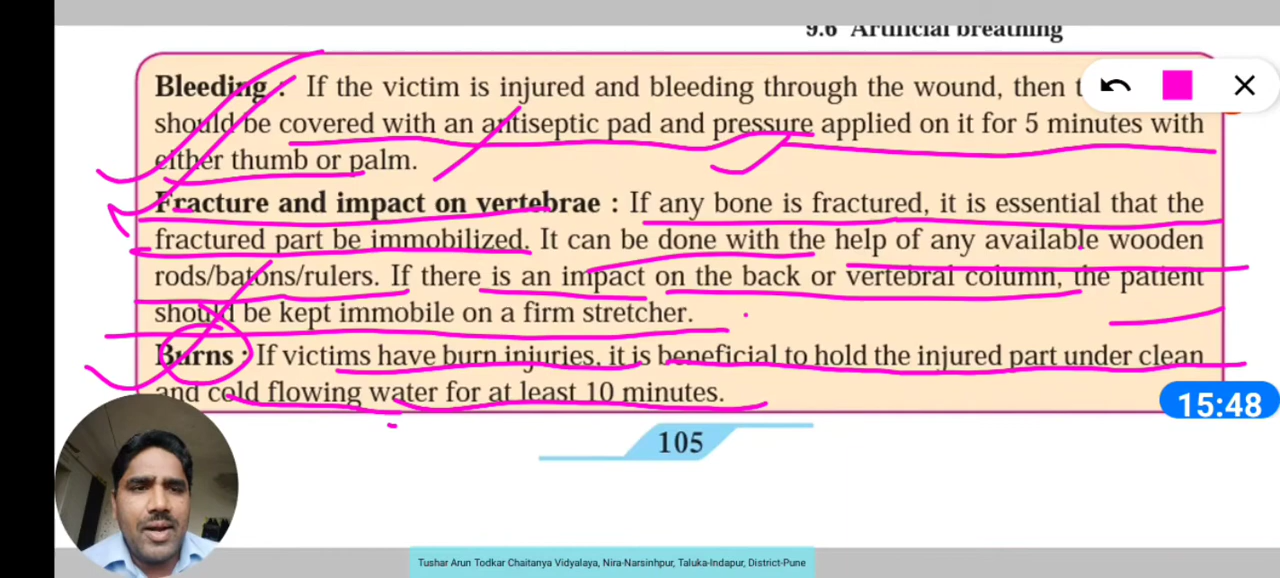 9.6 Artificial breathing
Bleeding : If the victim is injured and bleeding through the wound, then
should be covered with an antiseptic pad and pressure applied on it for 5 minutes with
either thumb or palm.
Fracture and impact on vertebrae : If any bone is fractured, it is essential that the
fractured part be immobilized. It can be done with the help of any available wooden
rods/batons/rulers. If there is an impact on the back or vertebral column, the patient
should be kept immobile on a firm stretcher.
Burns : If victims have burn injuries, it is beneficial to hold the injured part under clean
and cold flowing water for at least 10 minutes.
15:48
105
Tushar Arun Todkar Chaitanya Vidyalaya, Nira-Narsinhpur, Taluka-Indapur, District-Pune